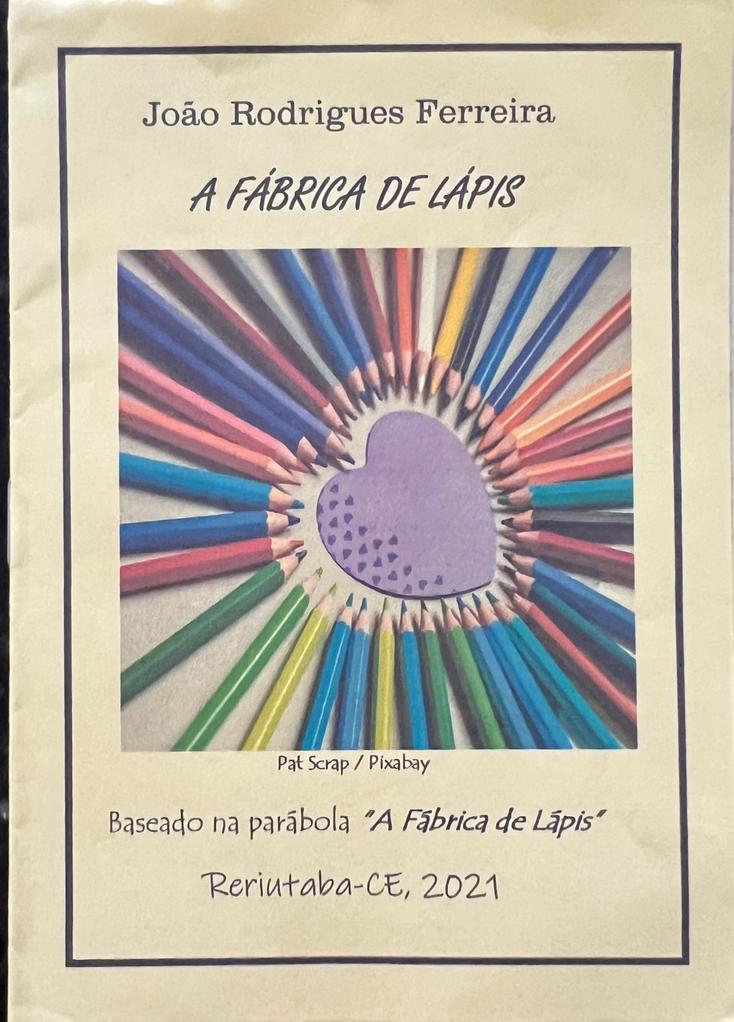 João Rodrigues Ferreira
A FÁBRICA DE LÁPIS
Pat Scrap / Pixabay
Baseado na parábola "A Fábrica de Lápis"
Reriutaba-CE, 2021